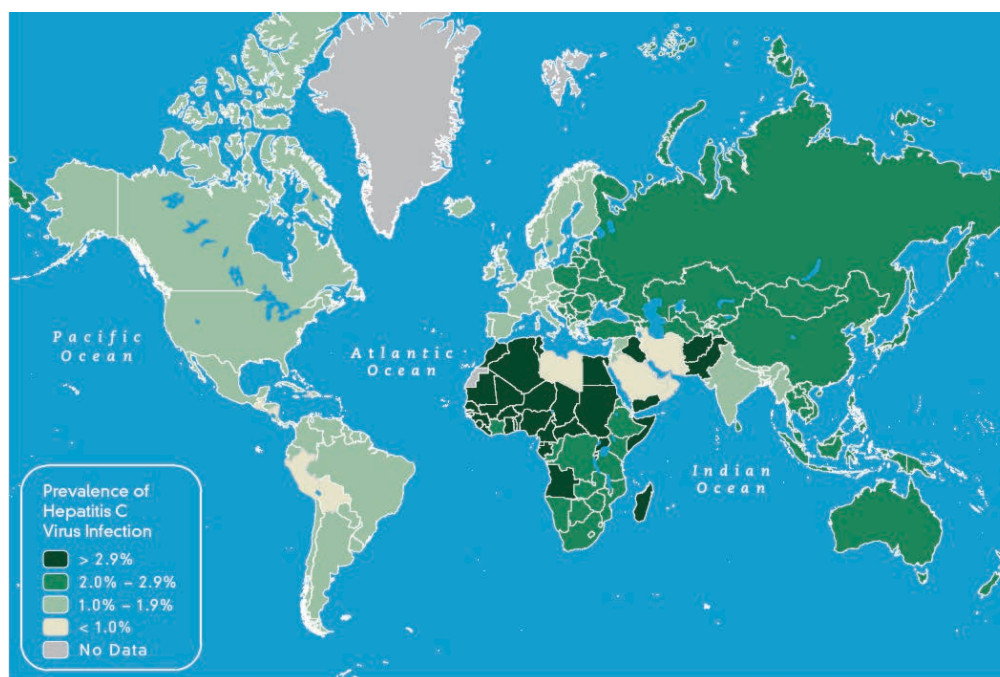 Pacific
Ocean
Atlantic
Ocean
Indian
Ocean
Prevalence of
Hepatitis C
Virus Infection
> 2.9%
2.0% – 2.9%
1.0% – 1.9%
< 1.0%
No Data